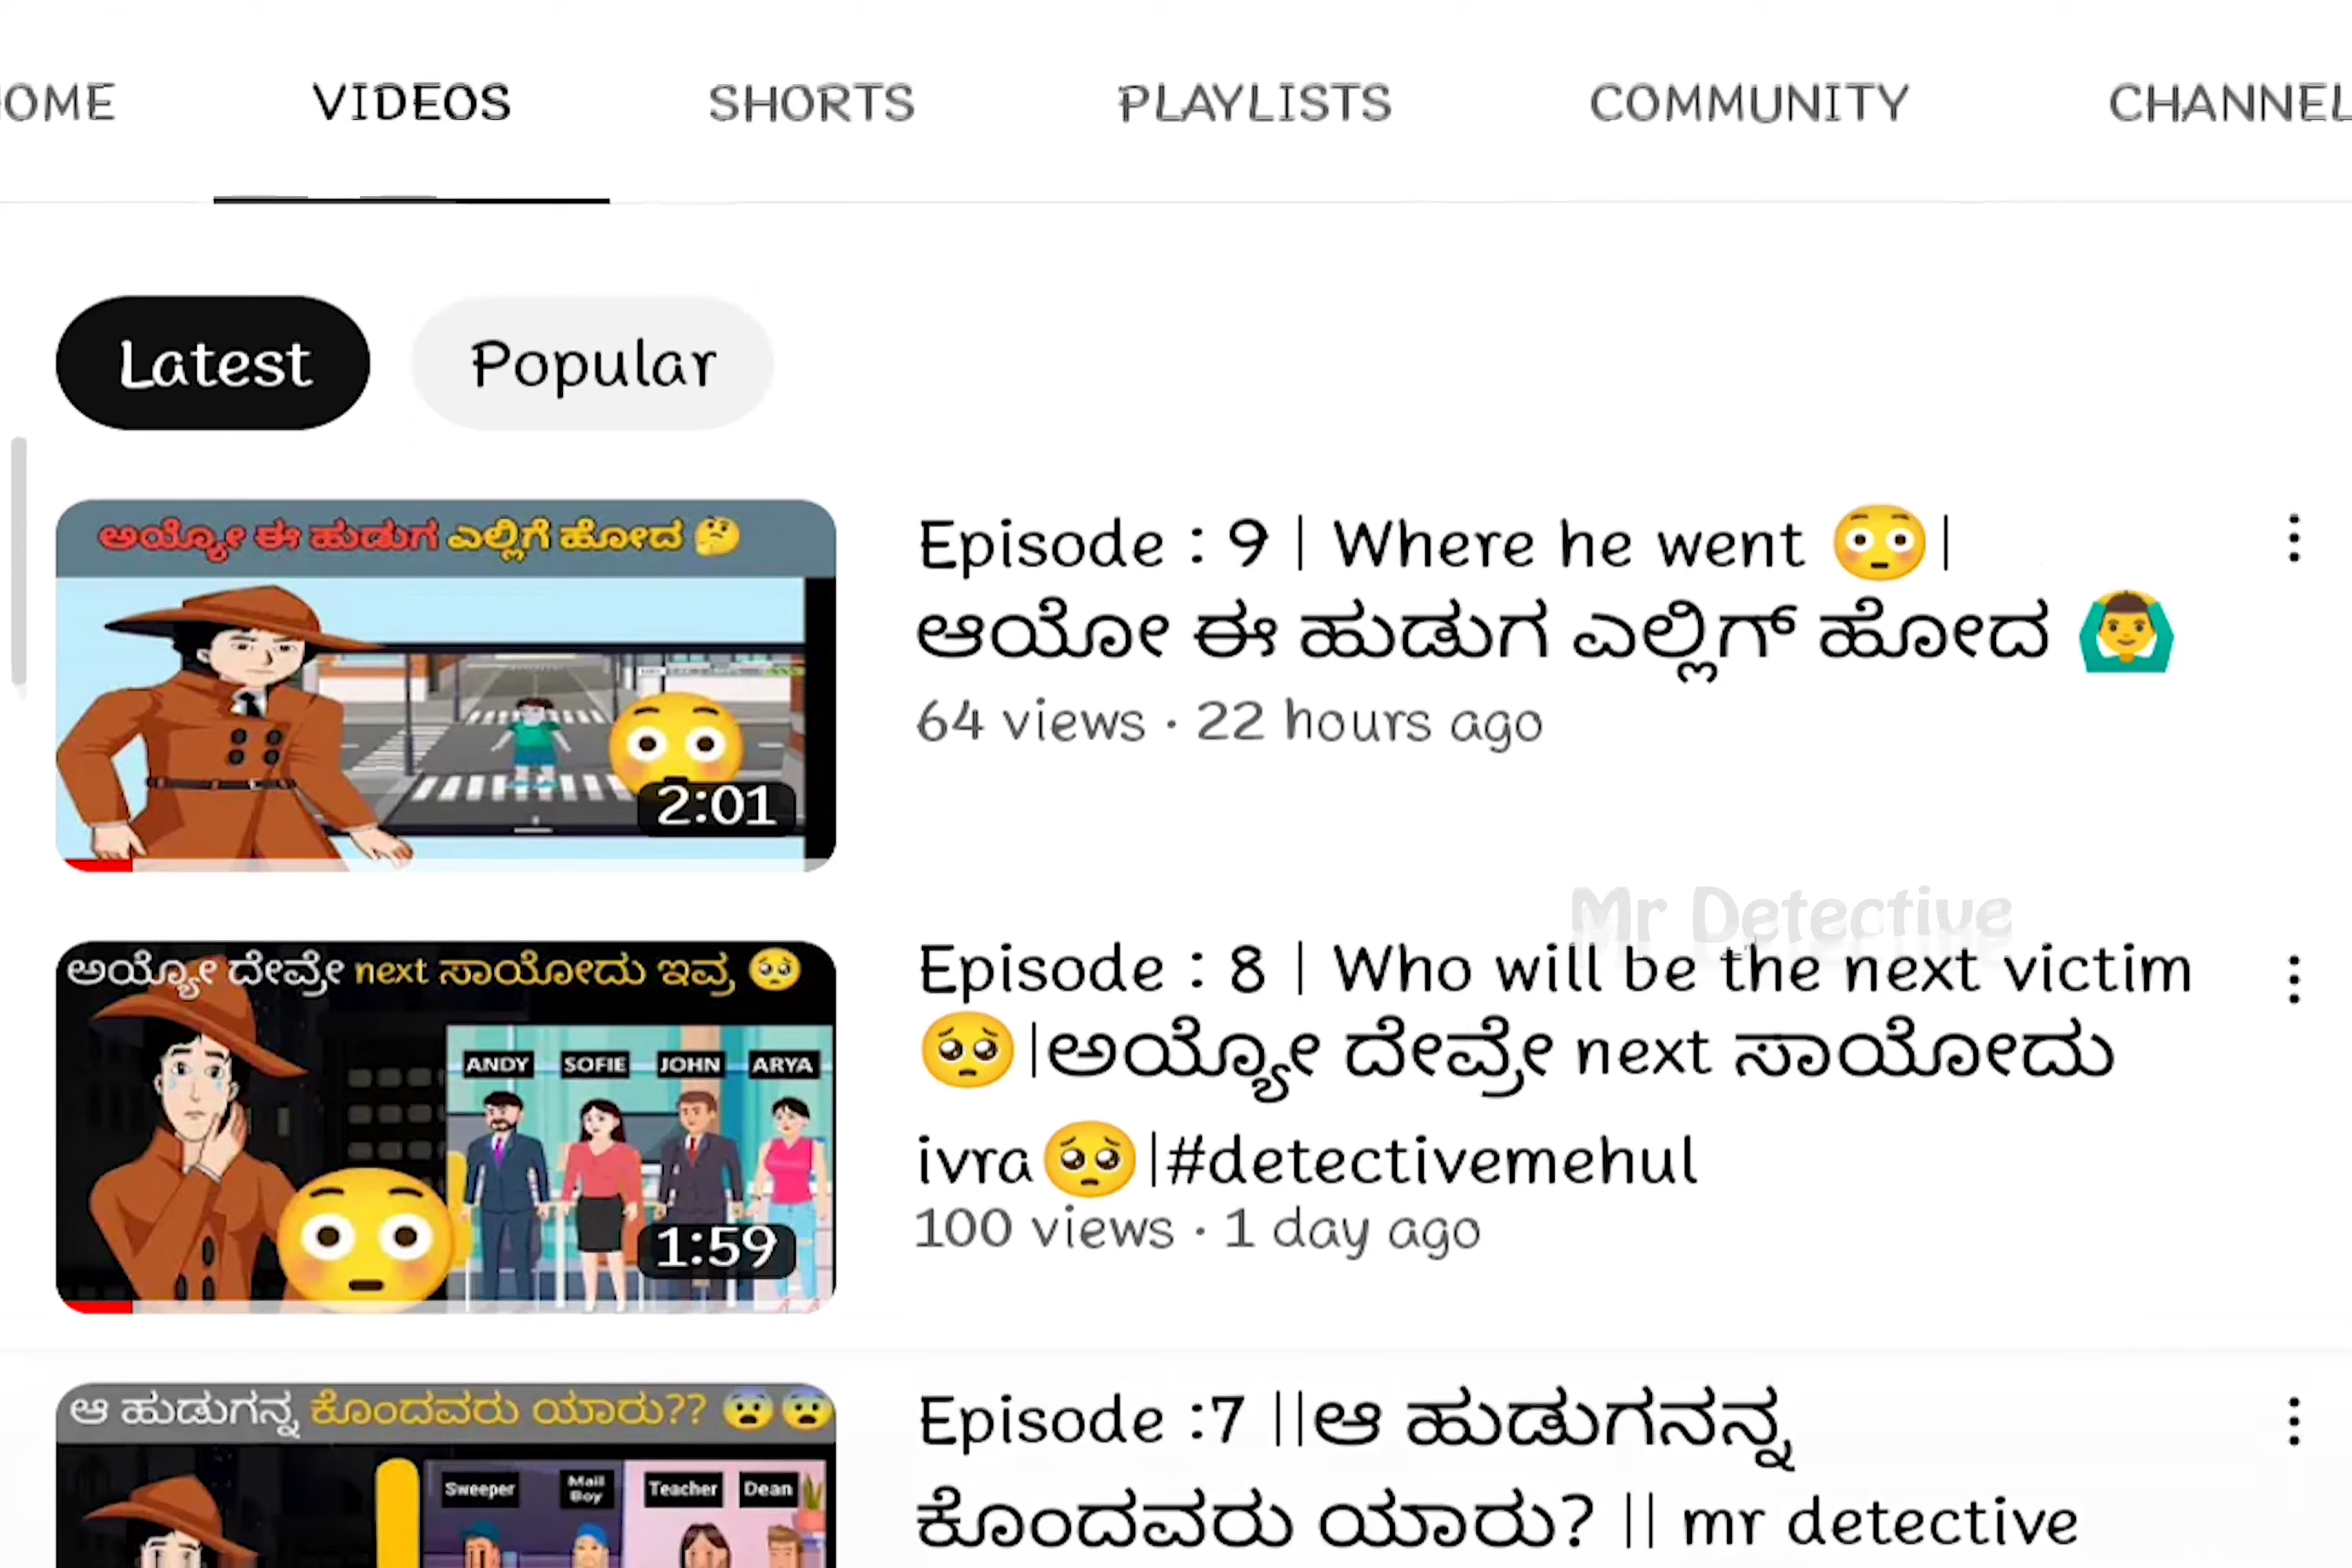 OME VIDEOS SHORTS PLAYLISTS COMMUNITY CHANNEL
Latest Popular
ಅಯ್ಯೋ ಈ ಹುಡುಗ ಎಲ್ಲಿಗೆ ಹೋದ 🤔
2:01
Episode : 9 | Where he went 😳|
ಆಯೋ ಈ ಹುಡುಗ ಎಲ್ಲಿಗ್ ಹೋದ 🙆‍♂️
64 views · 22 hours ago
Mr Detective
ಅಯ್ಯೋ ದೇವ್ರೇ next ಸಾಯೋದು ಇವ್ರ 🥺
ANDY SOFIE JOHN ARYA
1:59
Episode : 8 | Who will be the next victim
🥺|ಅಯ್ಯೋ ದೇವ್ರೇ next ಸಾಯೋದು
ivra🥺|#detectivemehul
100 views · 1 day ago
ಆ ಹುಡುಗನ್ನ ಕೊಂದವರು ಯಾರು?? 😨😨
Sweeper Mail Boy Teacher Dean
Episode :7 ||ಆ ಹುಡುಗನನ್ನ
ಕೊಂದವರು ಯಾರು? || mr detective